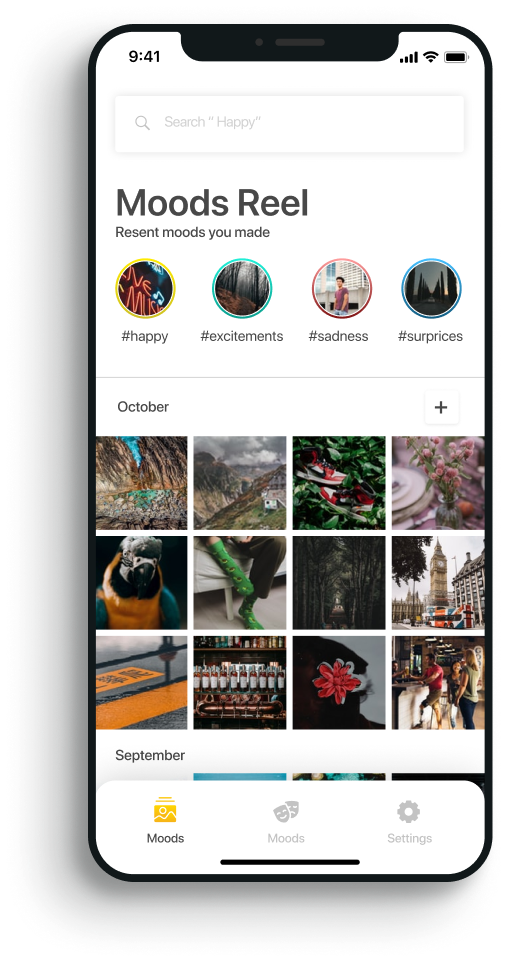 9:41
Search “ Happy“
Moods Reel
Resent moods you made
#happy
#excitements
#sadness
#surprices
October
September
Moods
Moods
Settings